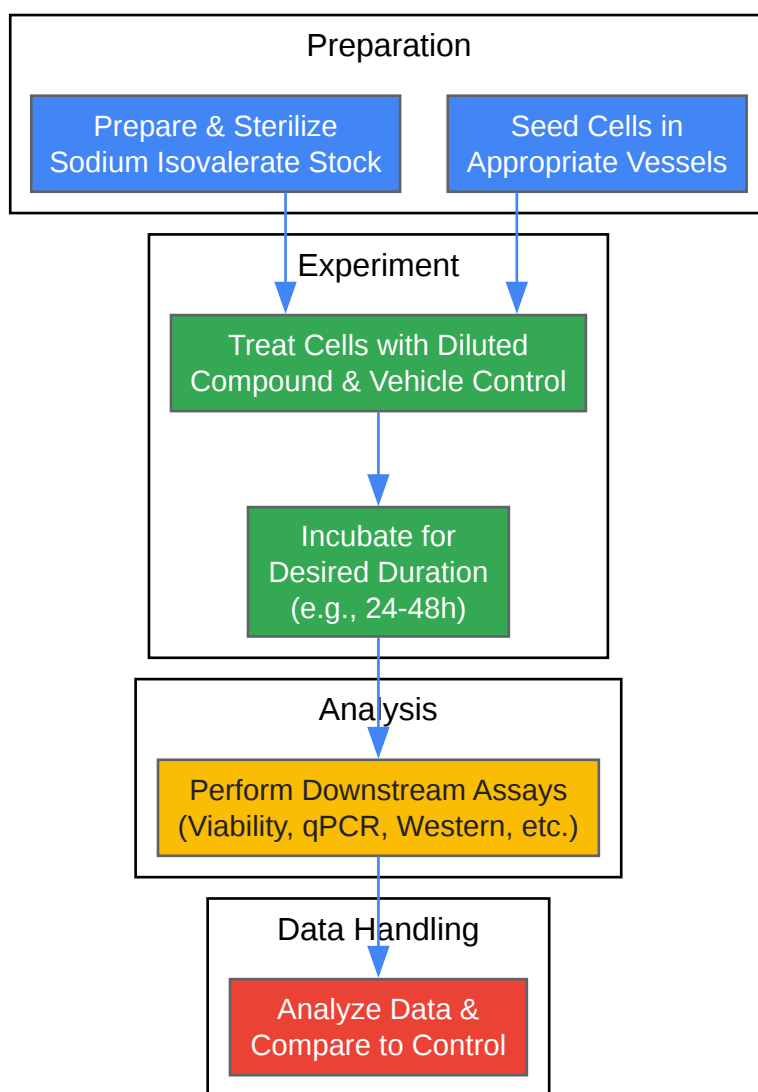 Preparation
Prepare & Sterilize
Sodium Isovalerate Stock
Seed Cells in
Appropriate Vessels
Experiment
Treat Cells with Diluted
Compound & Vehicle Control
Incubate for
Desired Duration
(e.g., 24-48h)
Analysis
Perform Downstream Assays
(Viability, qPCR, Western, etc.)
Data Handling
Analyze Data &
Compare to Control